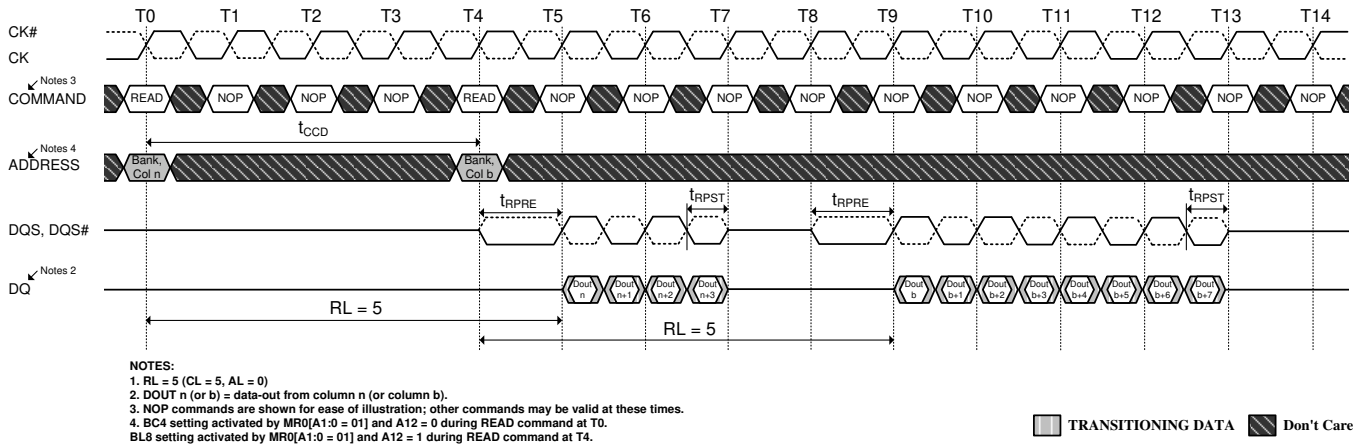 T0 T1 T2 T3 T4 T5 T6 T7 T8 T9 T10 T11 T12 T13 T14
CK#
CK
Notes 3
COMMAND READ NOP NOP NOP READ NOP NOP NOP NOP NOP NOP NOP NOP NOP NOP
tCCD
Notes 4
ADDRESS
Bank, Col n
Bank, Col b
tRPRE tRPST tRPRE tRPST
DQS, DQS#
Notes 2
DQ
Dout n
Dout n+1
Dout n+2
Dout n+3
Dout b
Dout b+1
Dout b+2
Dout b+3
Dout b+4
Dout b+5
Dout b+6
Dout b+7
RL = 5
RL = 5
NOTES:
1. RL = 5 (CL = 5, AL = 0)
2. DOUT n (or b) = data-out from column n (or column b).
3. NOP commands are shown for ease of illustration; other commands may be valid at these times.
4. BC4 setting activated by MR0[A1:0 = 01] and A12 = 0 during READ command at T0.
BL8 setting activated by MR0[A1:0 = 01] and A12 = 1 during READ command at T4.
TRANSITIONING DATA Don't Care